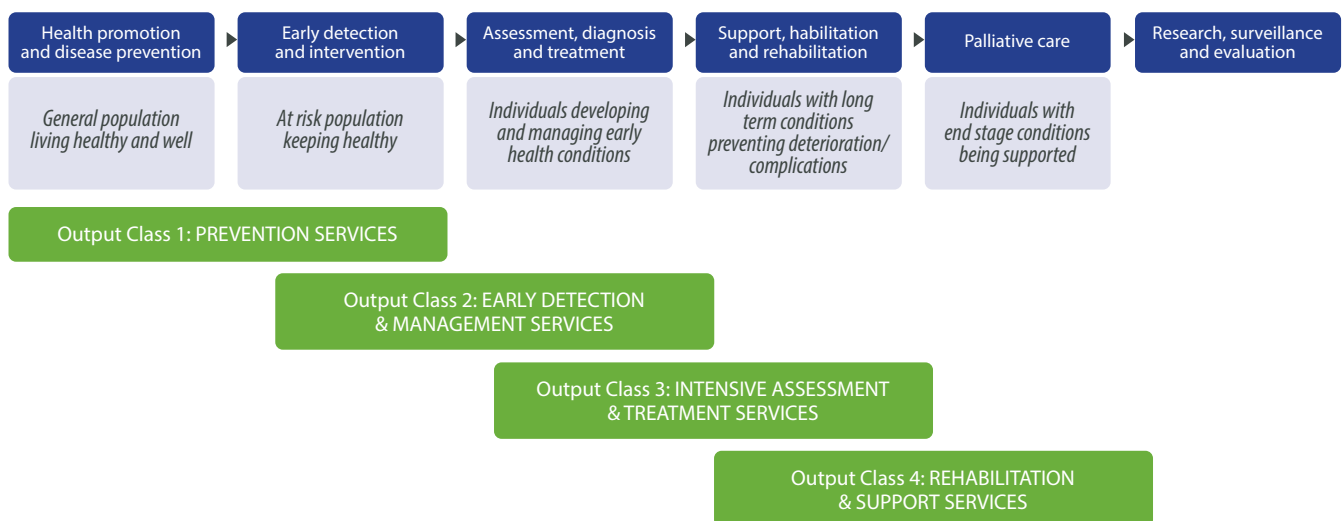 Health promotion
and disease prevention
Early detection
and intervention
Assessment, diagnosis
and treatment
Support, habilitation
and rehabilitation
Palliative care
Research, surveillance
and evaluation
General population
living healthy and well
At risk population
keeping healthy
Individuals developing
and managing early
health conditions
Individuals with long
term conditions
preventing deterioration/
complications
Individuals with
end stage conditions
being supported
Output Class 1: PREVENTION SERVICES
Output Class 2: EARLY DETECTION
& MANAGEMENT SERVICES
Output Class 3: INTENSIVE ASSESSMENT
& TREATMENT SERVICES
Output Class 4: REHABILITATION
& SUPPORT SERVICES